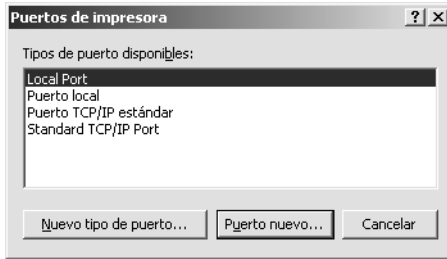 Puertos de impresora
Tipos de puerto disponibles:
Local Port
Puerto local
Puerto TCP/IP estándar
Standard TCP/IP Port
Nuevo tipo de puerto... Puerto nuevo... Cancelar